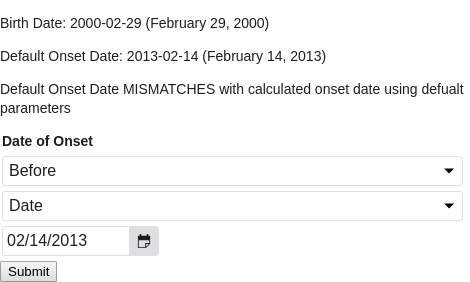 Birth Date: 2000-02-29 (February 29, 2000)
Default Onset Date: 2013-02-14 (February 14, 2013)
Default Onset Date MISMATCHES with calculated onset date using defualt
parameters
Date of Onset
Before
Date
02/14/2013
Submit